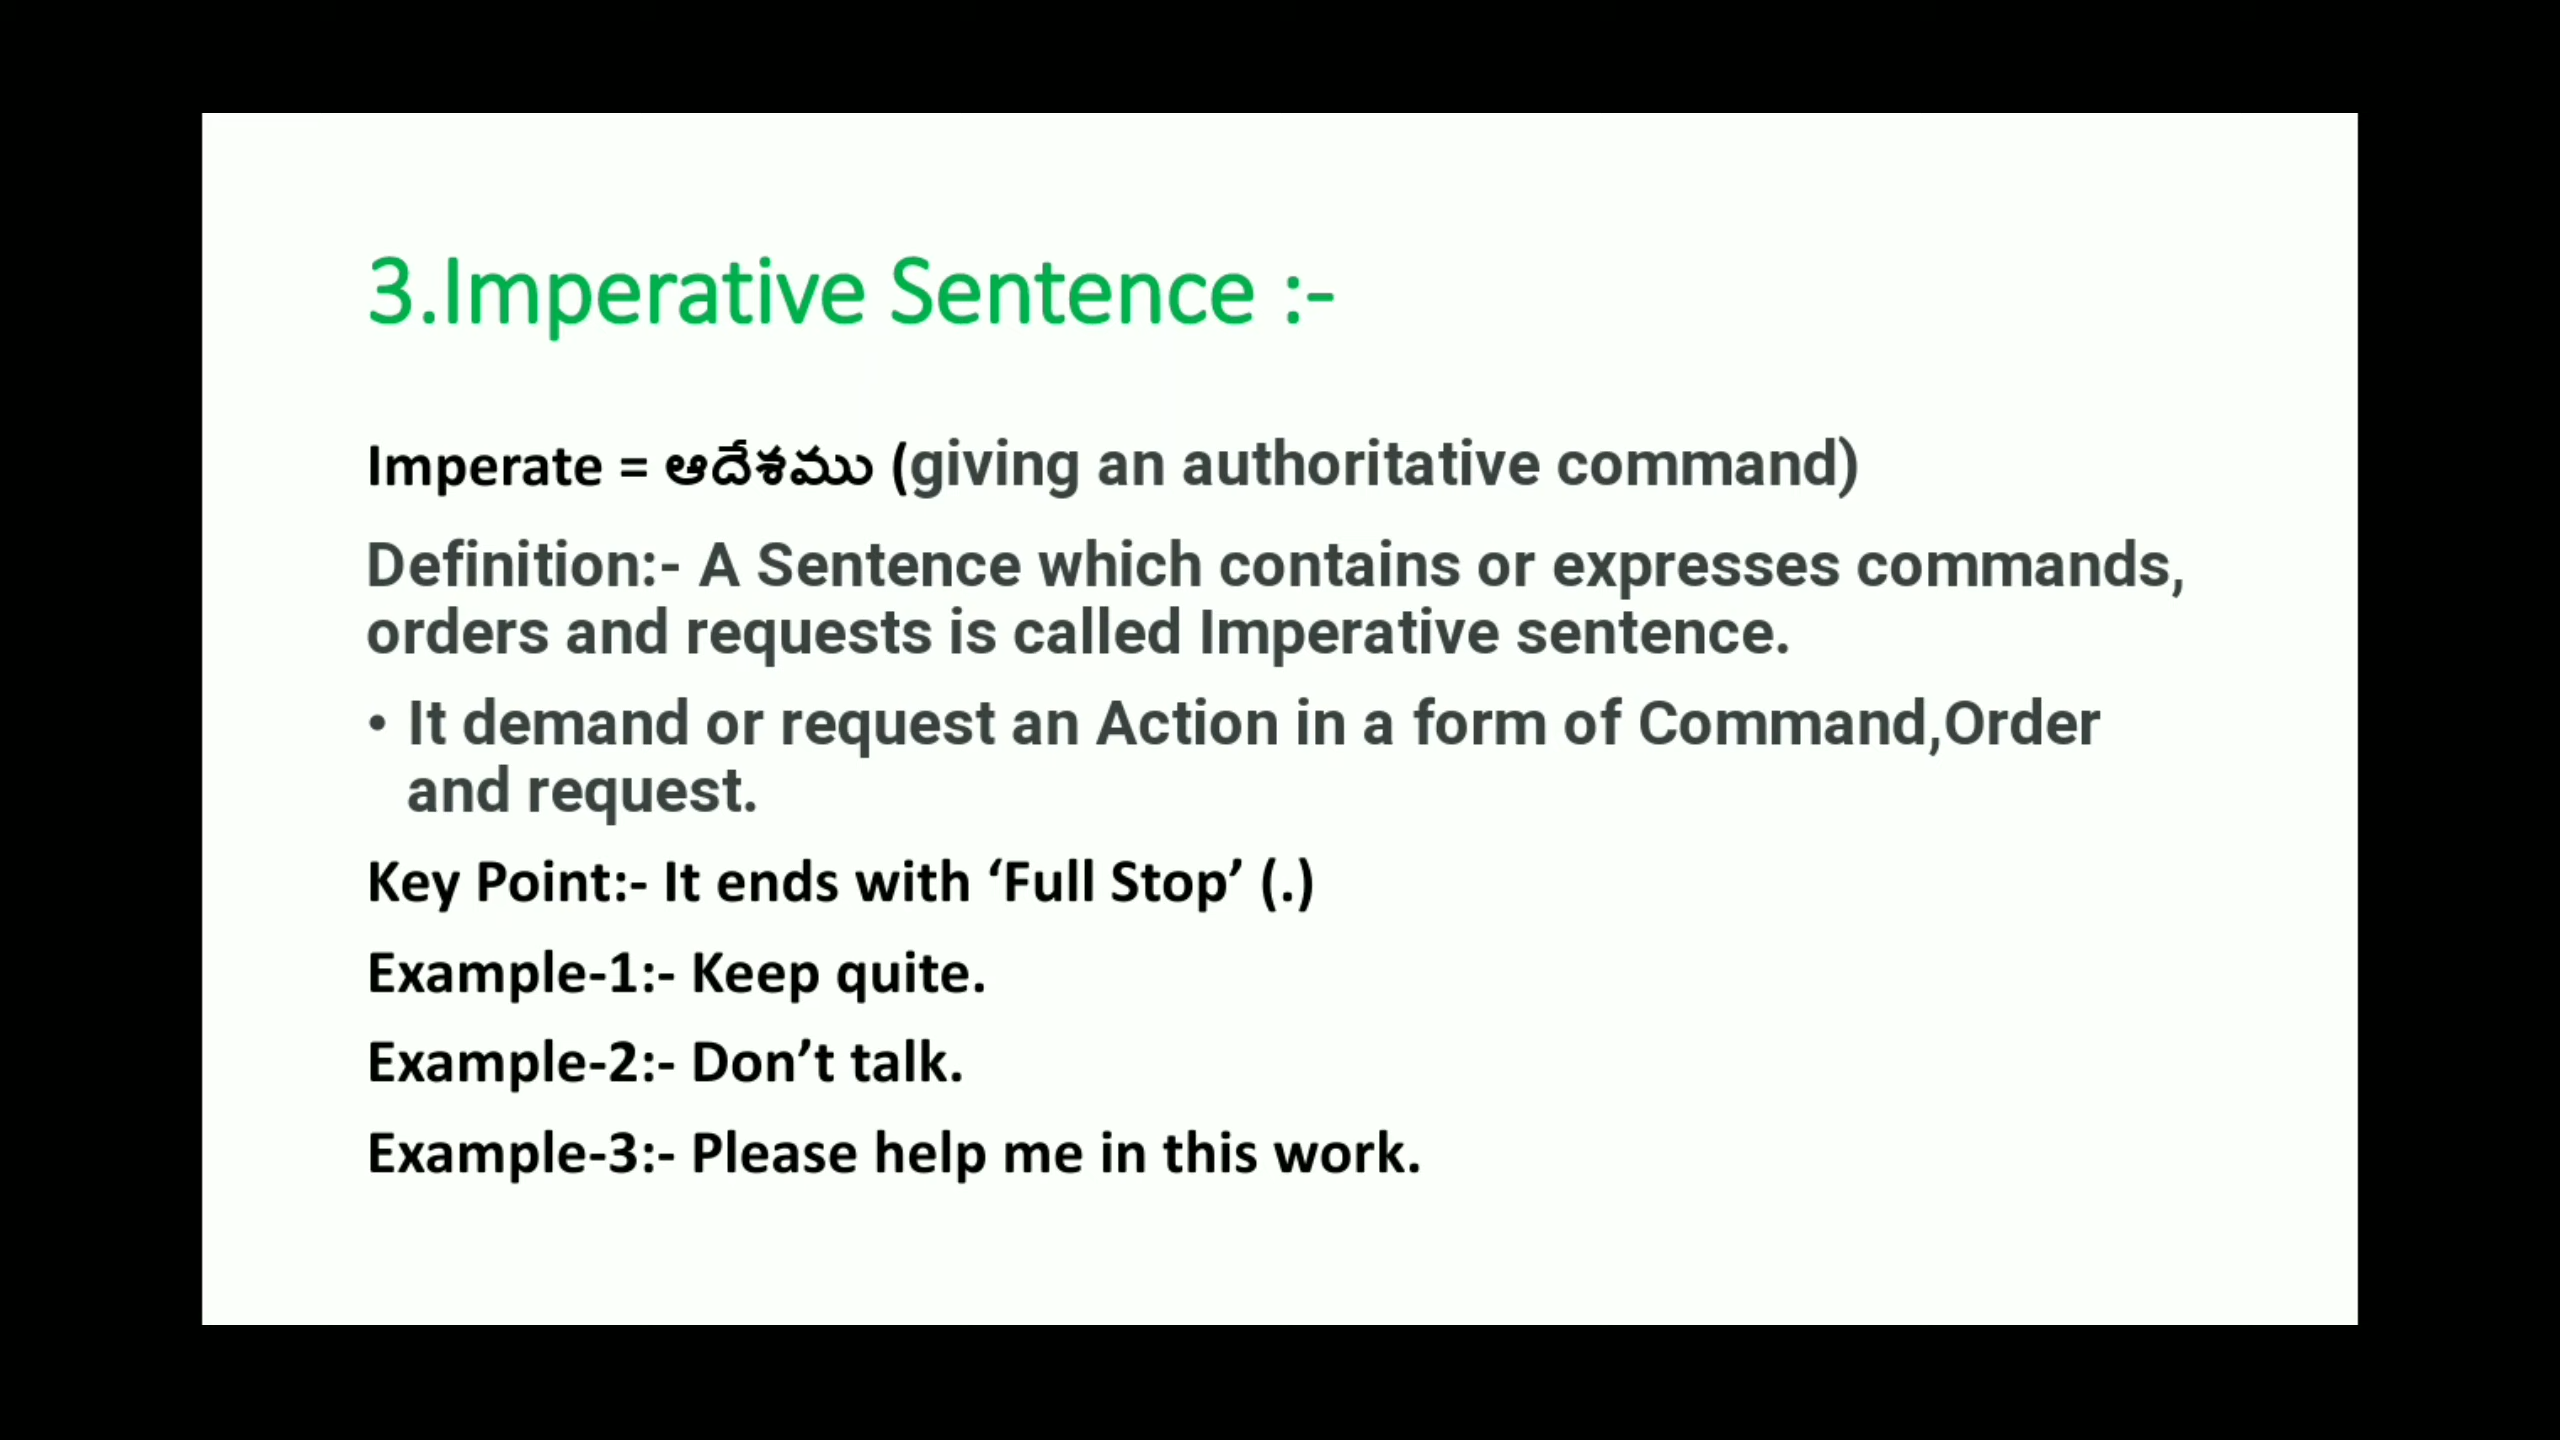 3.Imperative Sentence :-
Imperate = ఆదేశము (giving an authoritative command)
Definition:- A Sentence which contains or expresses commands,
orders and requests is called Imperative sentence.
• It demand or request an Action in a form of Command,Order
and request.
Key Point:- It ends with ‘Full Stop’ (.)
Example-1:- Keep quite.
Example-2:- Don’t talk.
Example-3:- Please help me in this work.